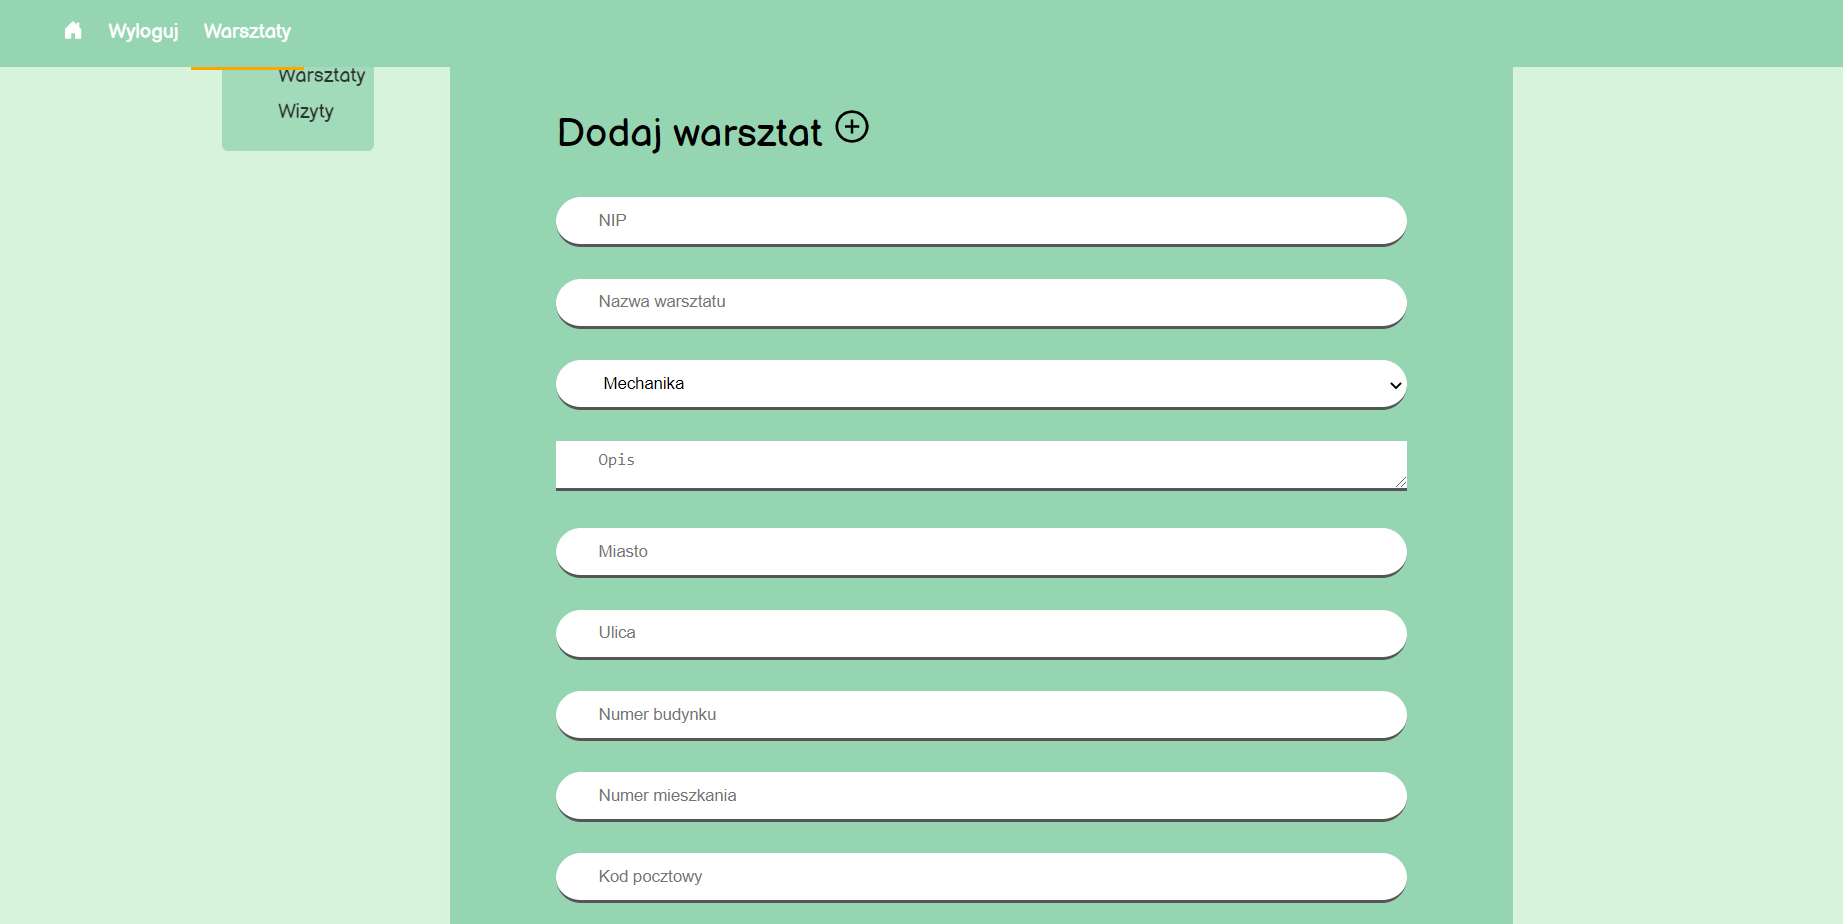 Wyloguj Warsztaty
Warsztaty
Wizyty
Dodaj warsztat
NIP
Nazwa warsztatu
Mechanika
Opis
Miasto
Ulica
Numer budynku
Numer mieszkania
Kod pocztowy